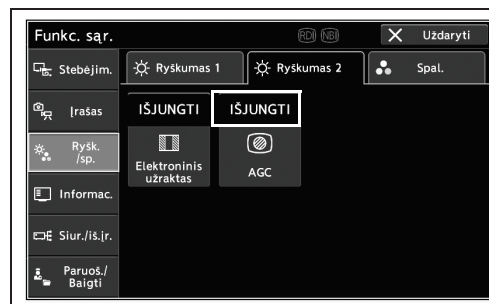 Funkc. sąr.
RDI NBI
Uždaryti
Stebėjim.
Ryškumas 1
Ryškumas 2
Spal.
Įrašas
IŠJUNGTI
IŠJUNGTI
Ryšk.
/sp.
Elektroninis
užraktas
AGC
Informac.
Siur./iš.įr.
Paruoš./
Baigti